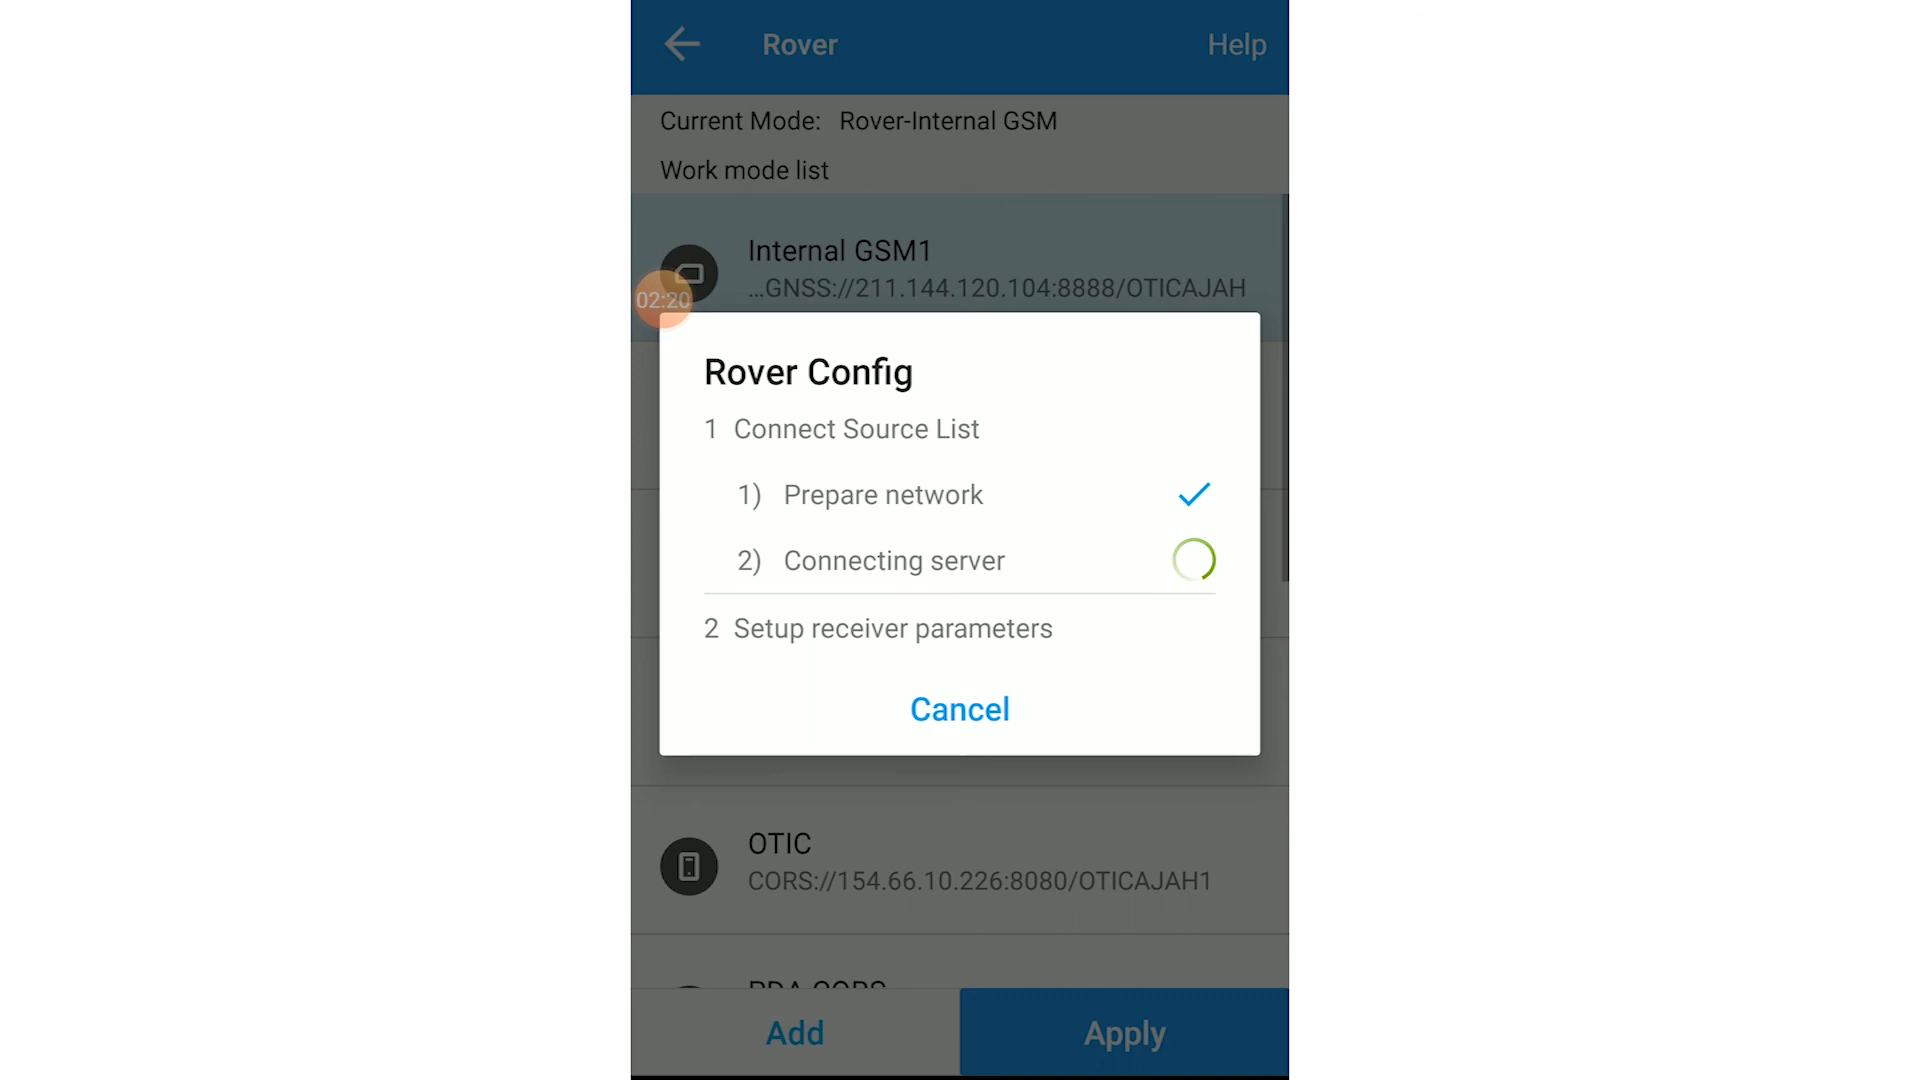 Rover
Help
Current Mode: Rover-Internal GSM
Work mode list
Internal GSM1
...GNSS://211.144.120.104:8888/OTICAJAH
02:20
Rover Config
1 Connect Source List
1) Prepare network
2) Connecting server
2 Setup receiver parameters
Cancel
OTIC
CORS://154.66.10.226:8080/OTICAJAH1
PDA CORS
Add
Apply